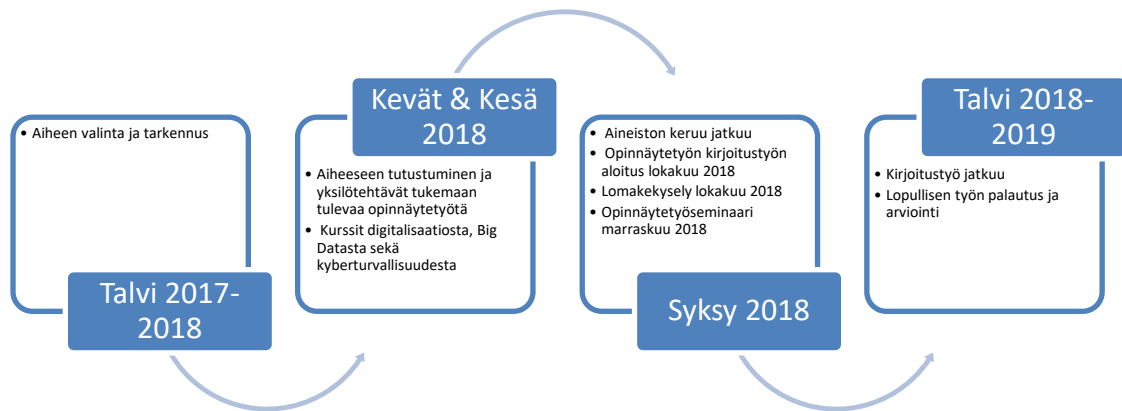 • Aiheen valinta ja tarkennus
Talvi 2017-
2018
Kevät & Kesä
2018
• Aiheeseen tutustuminen ja
yksilötehtävät tukemaan
tulevaa opinnäytetyötä
• Kurssit digitalisaatiosta, Big
Datasta sekä
kyberturvallisuudesta
• Aineiston keruu jatkuu
• Opinnäytetyön kirjoitustyön
aloitus lokakuu 2018
• Lomakekysely lokakuu 2018
• Opinnäytetyöseminaari
marraskuu 2018
Syksy 2018
Talvi 2018-
2019
• Kirjoitustyö jatkuu
• Lopullisen työn palautus ja
arviointi